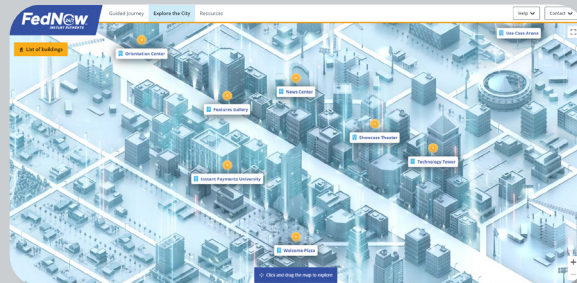 FedNow
INSTANT PAYMENTS
Guided Journey
Explore the City
Resources
Help
Contact
List of buildings
Use Case Arena
Orientation Center
News Center
Features Gallery
Showcase Theater
Technology Tower
Instant Payments University
Welcome Plaza
Click and drag the map to explore